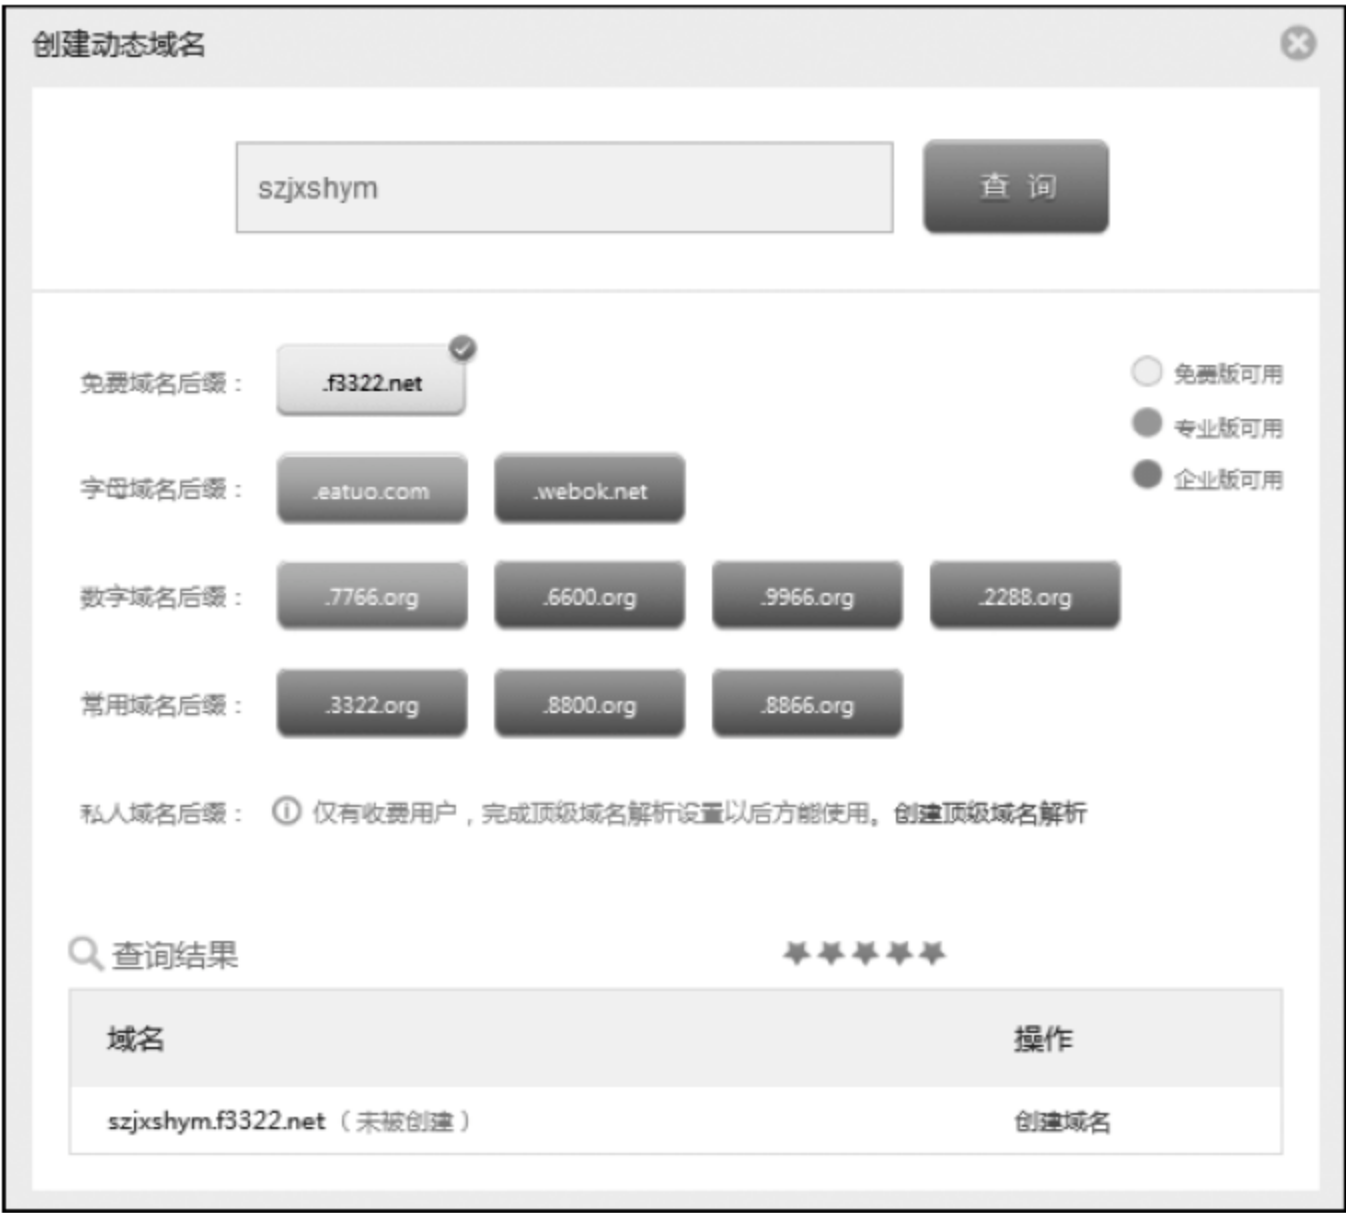 创建动态域名
szjxshym 查 询
免费域名后缀： .f3322.net 免费版可用
专业版可用
字母域名后缀： .eatuo.com .webok.net 企业版可用
数字域名后缀： .7766.org .6600.org .9966.org .2288.org
常用域名后缀： .3322.org .8800.org .8866.org
私人域名后缀： 仅有收费用户，完成顶级域名解析设置以后方能使用。创建顶级域名解析
查询结果
域名 操作
szjxshym.f3322.net（未被创建） 创建域名